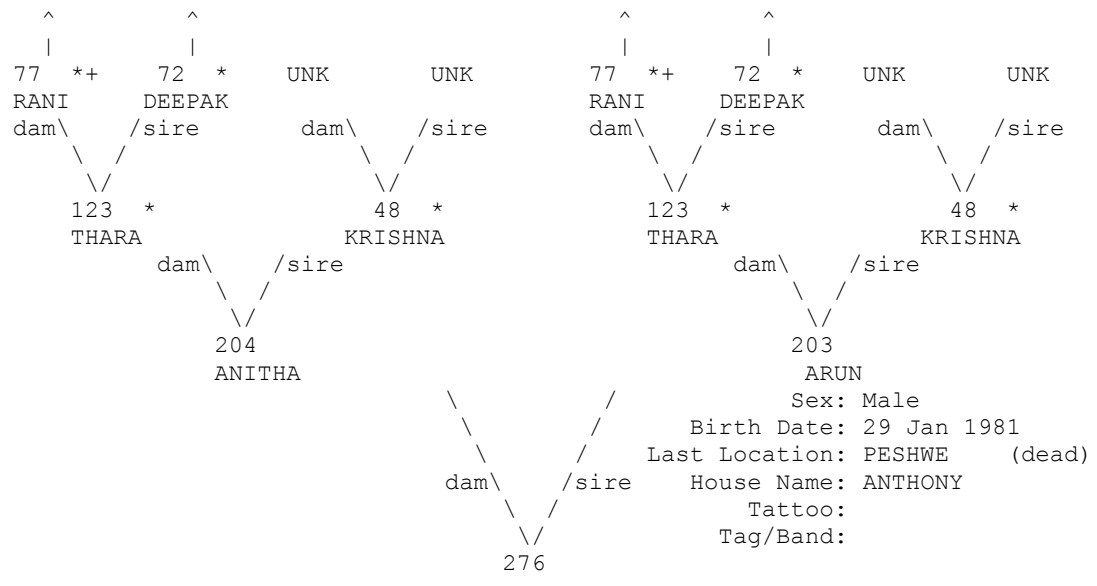 ^ ^ ^ ^
| | | |
77 *+ 72 * UNK UNK 77 *+ 72 * UNK UNK
RANI DEEPAK RANI DEEPAK
dam\ /sire dam\ /sire dam\ /sire dam\ /sire
\ / \ / \ / \ /
\/ \/ \/ \/
123 * 48 * 123 * 48 *
THARA KRISHNA THARA KRISHNA
dam\ /sire dam\ /sire
\ / \ /
\/ \/
204 203
ANITHA ARUN
\ / Sex: Male
\ / Birth Date: 29 Jan 1981
\ / Last Location: PESHWE (dead)
dam\ /sire House Name: ANTHONY
\ / Tattoo:
\/ Tag/Band:
276